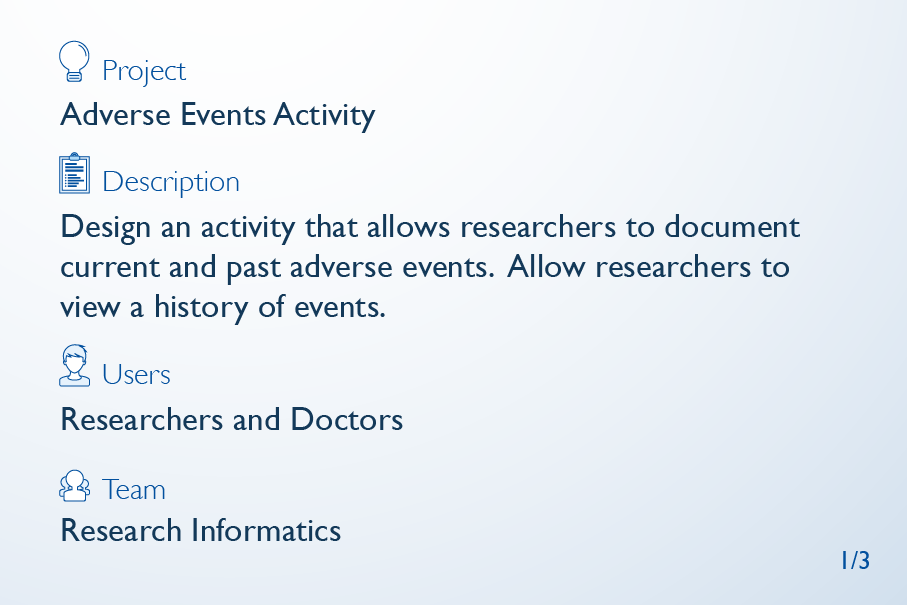 Project
Adverse Events Activity
Description
Design an activity that allows researchers to document
current and past adverse events.  Allow researchers to
view a history of events.
Users
Researchers and Doctors
Team
Research Informatics
1/3